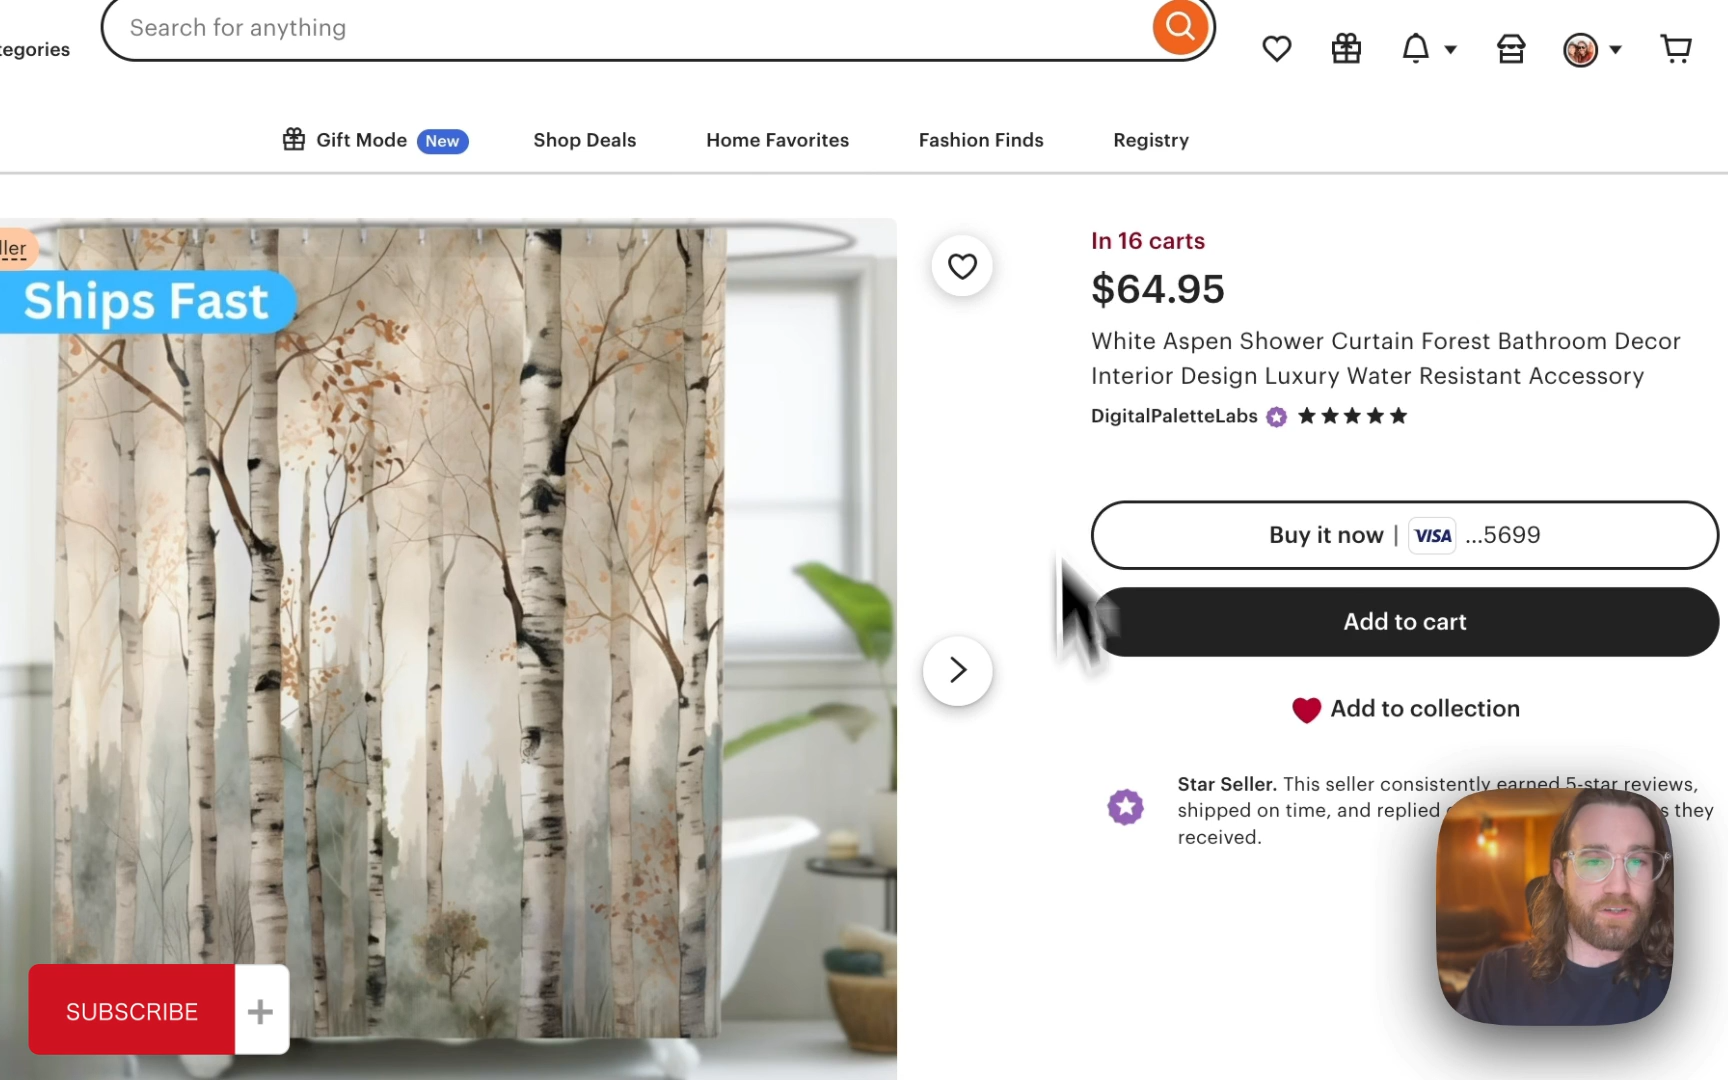 tegories
Search for anything
Gift Mode New
Shop Deals
Home Favorites
Fashion Finds
Registry
ller
Ships Fast
In 16 carts
$64.95
White Aspen Shower Curtain Forest Bathroom Decor
Interior Design Luxury Water Resistant Accessory
DigitalPaletteLabs
Buy it now | VISA ...5699
Add to cart
Add to collection
Star Seller. This seller consistently earned 5-star reviews,
shipped on time, and replied s they
received.
SUBSCRIBE